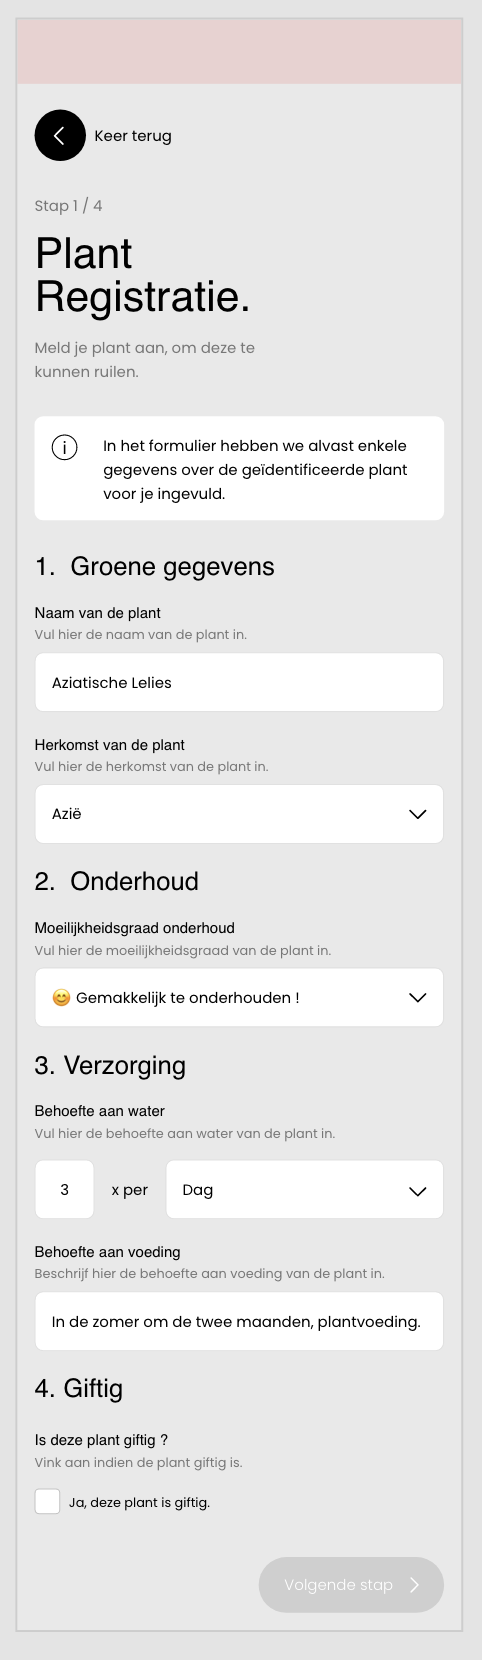 Keer terug
Stap 1 / 4
Plant
Registratie.
Meld je plant aan, om deze te
kunnen ruilen.
In het formulier hebben we alvast enkele
gegevens over de geïdentificeerde plant
voor je ingevuld.
1. Groene gegevens
Naam van de plant
Vul hier de naam van de plant in.
Aziatische Lelies
Herkomst van de plant
Vul hier de herkomst van de plant in.
Azië
2. Onderhoud
Moeilijkheidsgraad onderhoud
Vul hier de moeilijkheidsgraad van de plant in.
😊 Gemakkelijk te onderhouden !
3. Verzorging
Behoefte aan water
Vul hier de behoefte aan water van de plant in.
3 x per Dag
Behoefte aan voeding
Beschrijf hier de behoefte aan voeding van de plant in.
In de zomer om de twee maanden, plantvoeding.
4. Giftig
Is deze plant giftig ?
Vink aan indien de plant giftig is.
Ja, deze plant is giftig.
Volgende stap